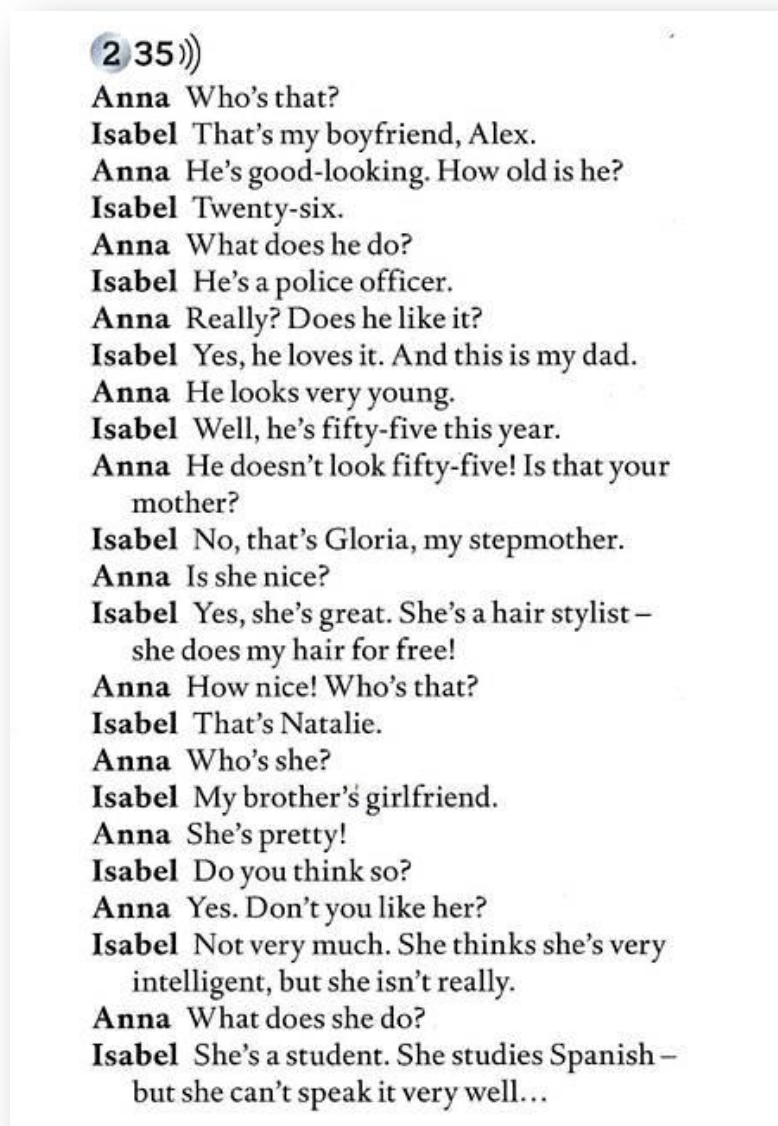 2 35)))
Anna Who's that?
Isabel That's my boyfriend, Alex.
Anna He's good-looking. How old is he?
Isabel Twenty-six.
Anna What does he do?
Isabel He's a police officer.
Anna Really? Does he like it?
Isabel Yes, he loves it. And this is my dad.
Anna He looks very young.
Isabel Well, he's fifty-five this year.
Anna He doesn't look fifty-five! Is that your
mother?
Isabel No, that's Gloria, my stepmother.
Anna Is she nice?
Isabel Yes, she's great. She's a hair stylist –
she does my hair for free!
Anna How nice! Who's that?
Isabel That's Natalie.
Anna Who's she?
Isabel My brother's girlfriend.
Anna She's pretty!
Isabel Do you think so?
Anna Yes. Don't you like her?
Isabel Not very much. She thinks she's very
intelligent, but she isn't really.
Anna What does she do?
Isabel She's a student. She studies Spanish –
but she can't speak it very well...